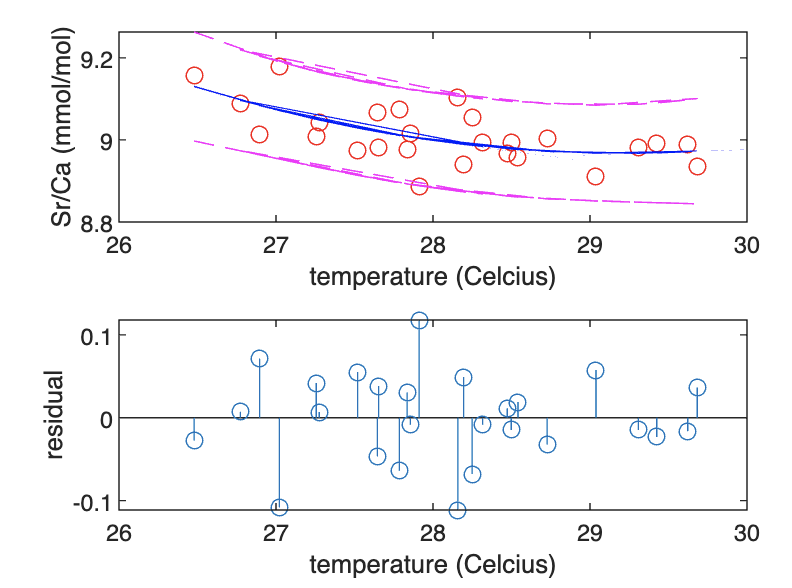 9.2
9
8.8
Sr/Ca (mmol/mol)
26 27 28 29 30
temperature (Celcius)
0.1
0
-0.1
residual
26 27 28 29 30
temperature (Celcius)